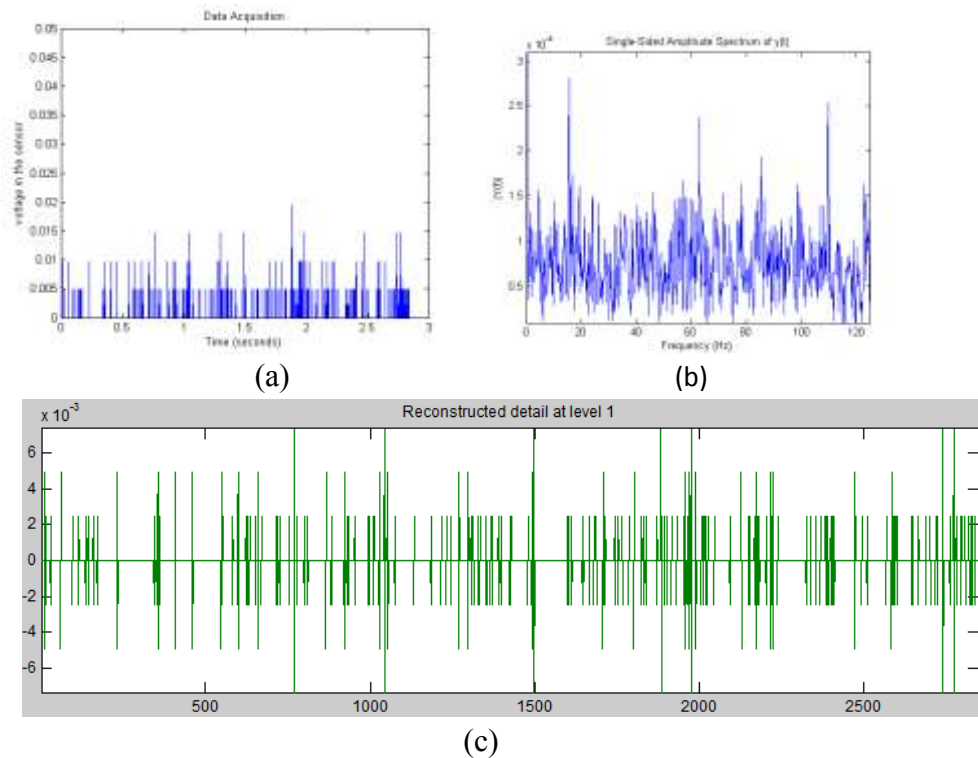 Data Acquisition
0.05
0.045
0.04
0.035
0.03
0.025
0.02
0.015
0.01
0.005
0
voltage in the sensor
0 0.5 1 1.5 2 2.5 3
Time (seconds)
(a)
x 10
Single-Sided Amplitude Spectrum of y(t)
3
2.5
2
1.5
1
0.5
|Y(f)|
0 20 40 60 80 100 120
Frequency (Hz)
(b)
x 10-3
Reconstructed detail at level 1
6
4
2
0
-2
-4
-6
500 1000 1500 2000 2500
(c)